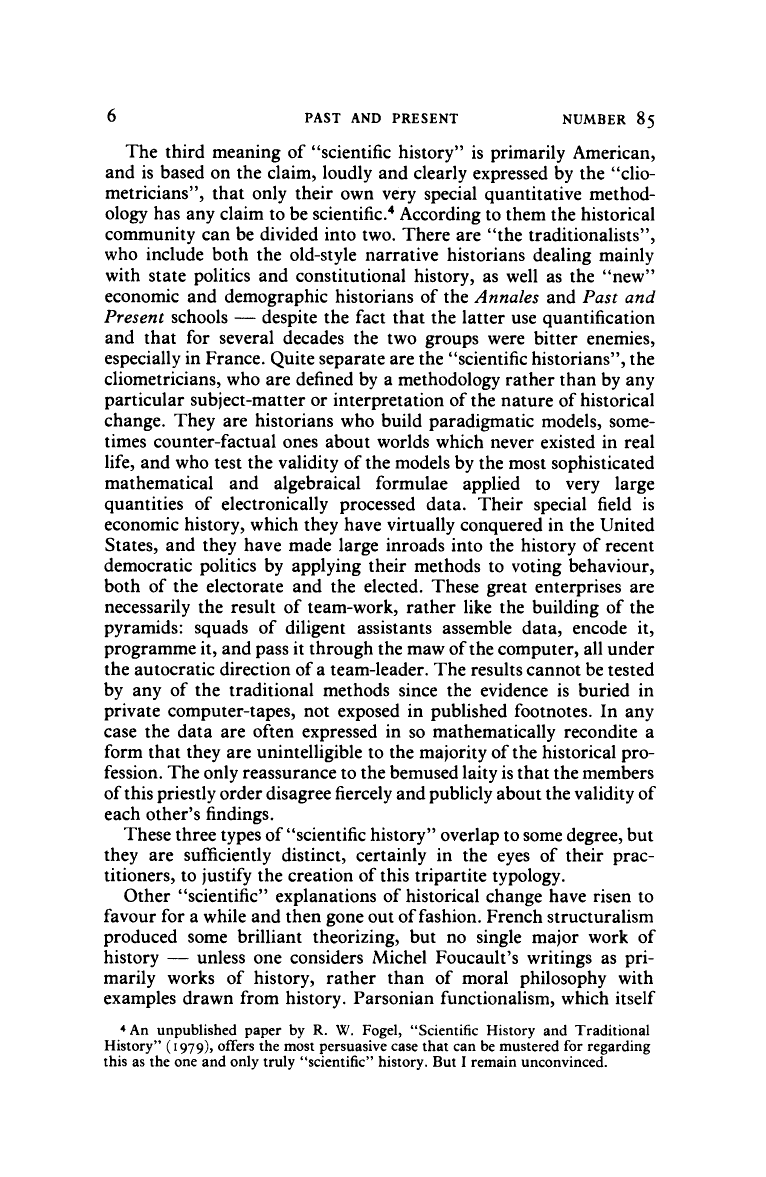 6 PAST AND PRESENT NUMBER 85
The third meaning of “scientific history” is primarily American,
and is based on the claim, loudly and clearly expressed by the “clio-
metricians”, that only their own very special quantitative method-
ology has any claim to be scientific.⁴ According to them the historical
community can be divided into two. There are “the traditionalists”,
who include both the old-style narrative historians dealing mainly
with state politics and constitutional history, as well as the “new”
economic and demographic historians of the Annales and Past and
Present schools — despite the fact that the latter use quantification
and that for several decades the two groups were bitter enemies,
especially in France. Quite separate are the “scientific historians”, the
cliometricians, who are defined by a methodology rather than by any
particular subject-matter or interpretation of the nature of historical
change. They are historians who build paradigmatic models, some-
times counter-factual ones about worlds which never existed in real
life, and who test the validity of the models by the most sophisticated
mathematical and algebraical formulae applied to very large
quantities of electronically processed data. Their special field is
economic history, which they have virtually conquered in the United
States, and they have made large inroads into the history of recent
democratic politics by applying their methods to voting behaviour,
both of the electorate and the elected. These great enterprises are
necessarily the result of team-work, rather like the building of the
pyramids: squads of diligent assistants assemble data, encode it,
programme it, and pass it through the maw of the computer, all under
the autocratic direction of a team-leader. The results cannot be tested
by any of the traditional methods since the evidence is buried in
private computer-tapes, not exposed in published footnotes. In any
case the data are often expressed in so mathematically recondite a
form that they are unintelligible to the majority of the historical pro-
fession. The only reassurance to the bemused laity is that the members
of this priestly order disagree fiercely and publicly about the validity of
each other’s findings.
These three types of “scientific history” overlap to some degree, but
they are sufficiently distinct, certainly in the eyes of their prac-
titioners, to justify the creation of this tripartite typology.
Other “scientific” explanations of historical change have risen to
favour for a while and then gone out of fashion. French structuralism
produced some brilliant theorizing, but no single major work of
history — unless one considers Michel Foucault’s writings as pri-
marily works of history, rather than of moral philosophy with
examples drawn from history. Parsonian functionalism, which itself
⁴ An unpublished paper by R. W. Fogel, “Scientific History and Traditional
History” (1979), offers the most persuasive case that can be mustered for regarding
this as the one and only truly “scientific” history. But I remain unconvinced.